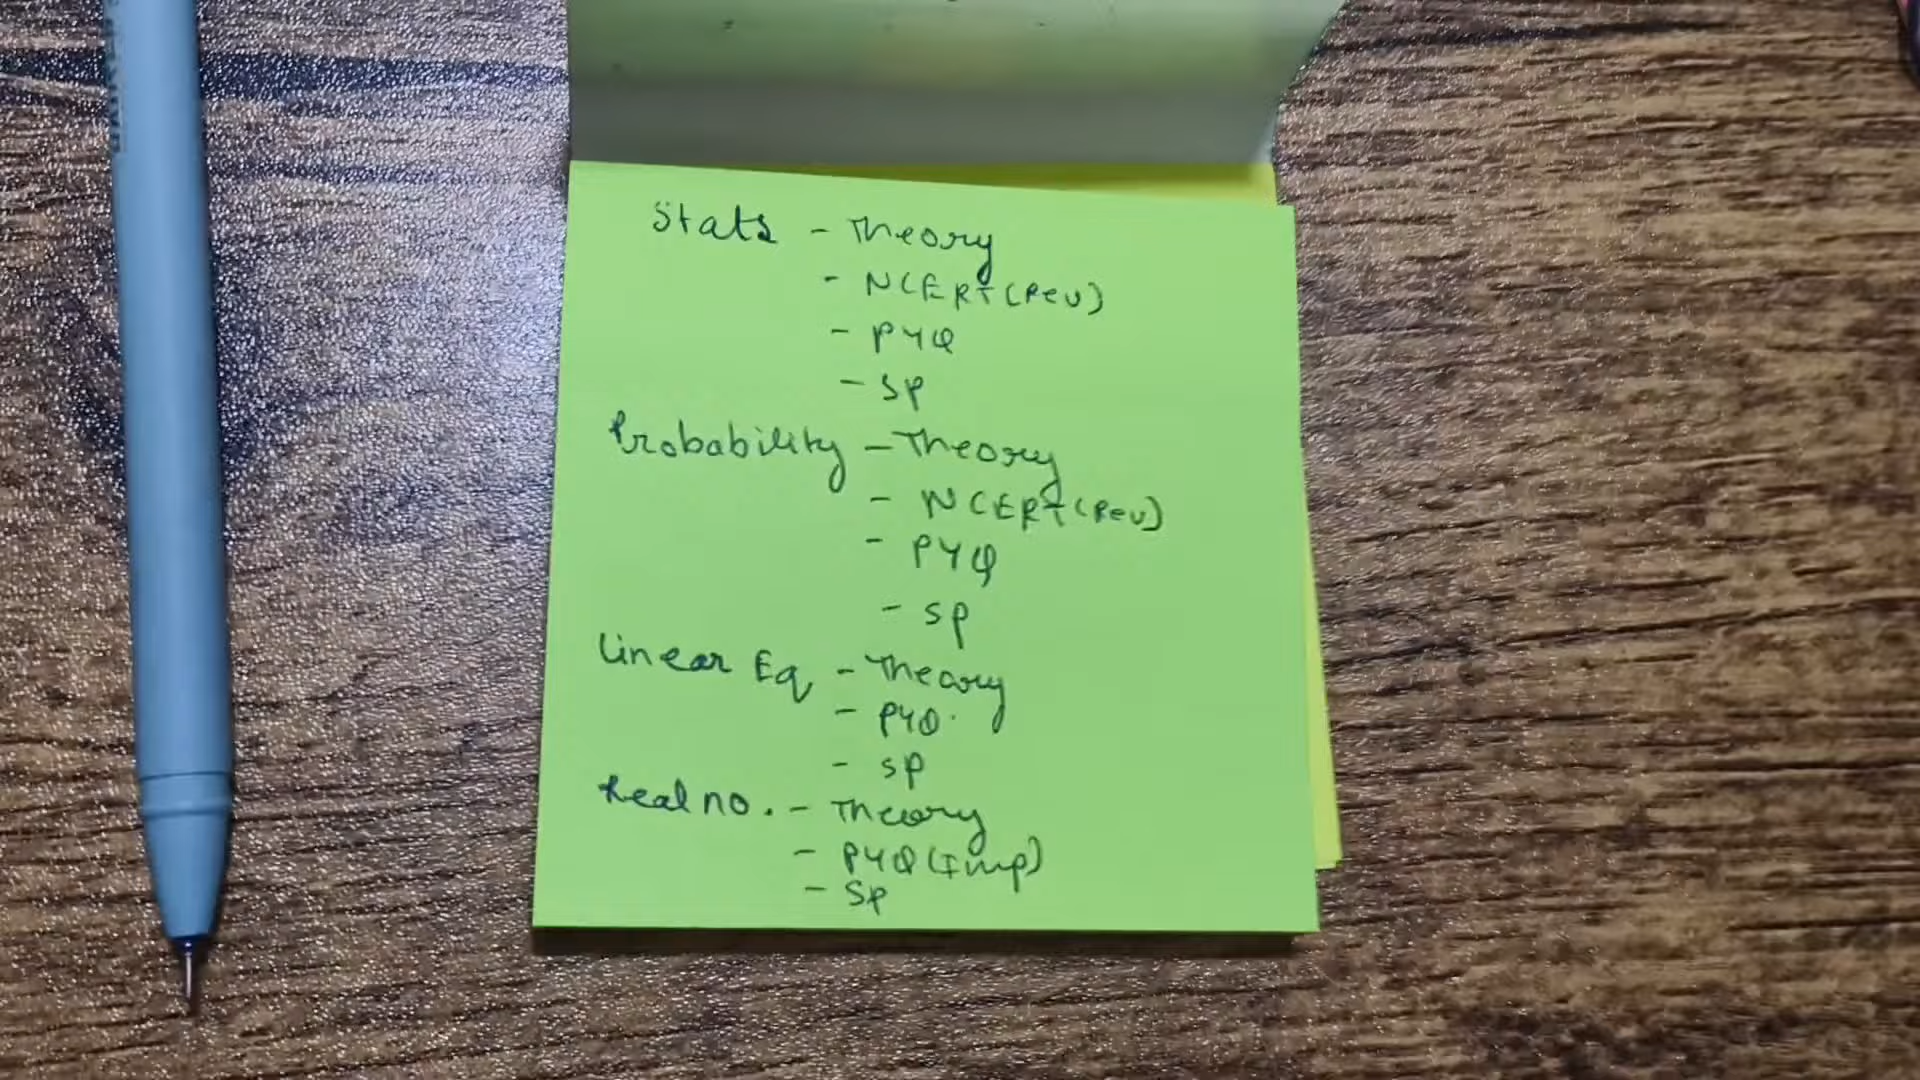 Stats - Theory
- NCERT (Rev)
- PYQ
- SP
Probability - Theory
- NCERT (Rev)
- PYQ
- SP
Linear Eq - Theory
- PYQ.
- SP
Real no. - Theory
- PYQ (Imp)
- SP